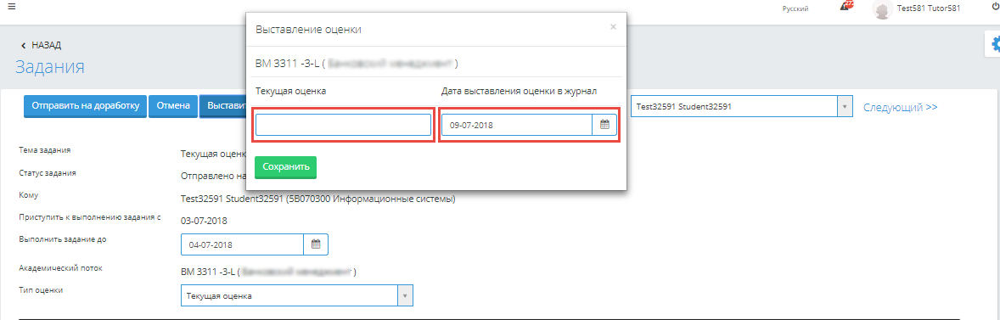 Русский
272
Test581 Tutor581
НАЗАД
Задания
Выставление оценки
×
BM 3311 -3-L ( )
Текущая оценка
Дата выставления оценки в журнал
09-07-2018
Сохранить
Отправить на доработку
Отмена
Выставит
Test32591 Student32591
Следующий >>
Тема задания
Текущая оценк
Статус задания
Отправлено на
Кому
Test32591 Student32591 (5B070300 Информационные системы)
Приступить к выполнению задания с
03-07-2018
Выполнить задание до
04-07-2018
Академический поток
BM 3311 -3-L ( )
Тип оценки
Текущая оценка